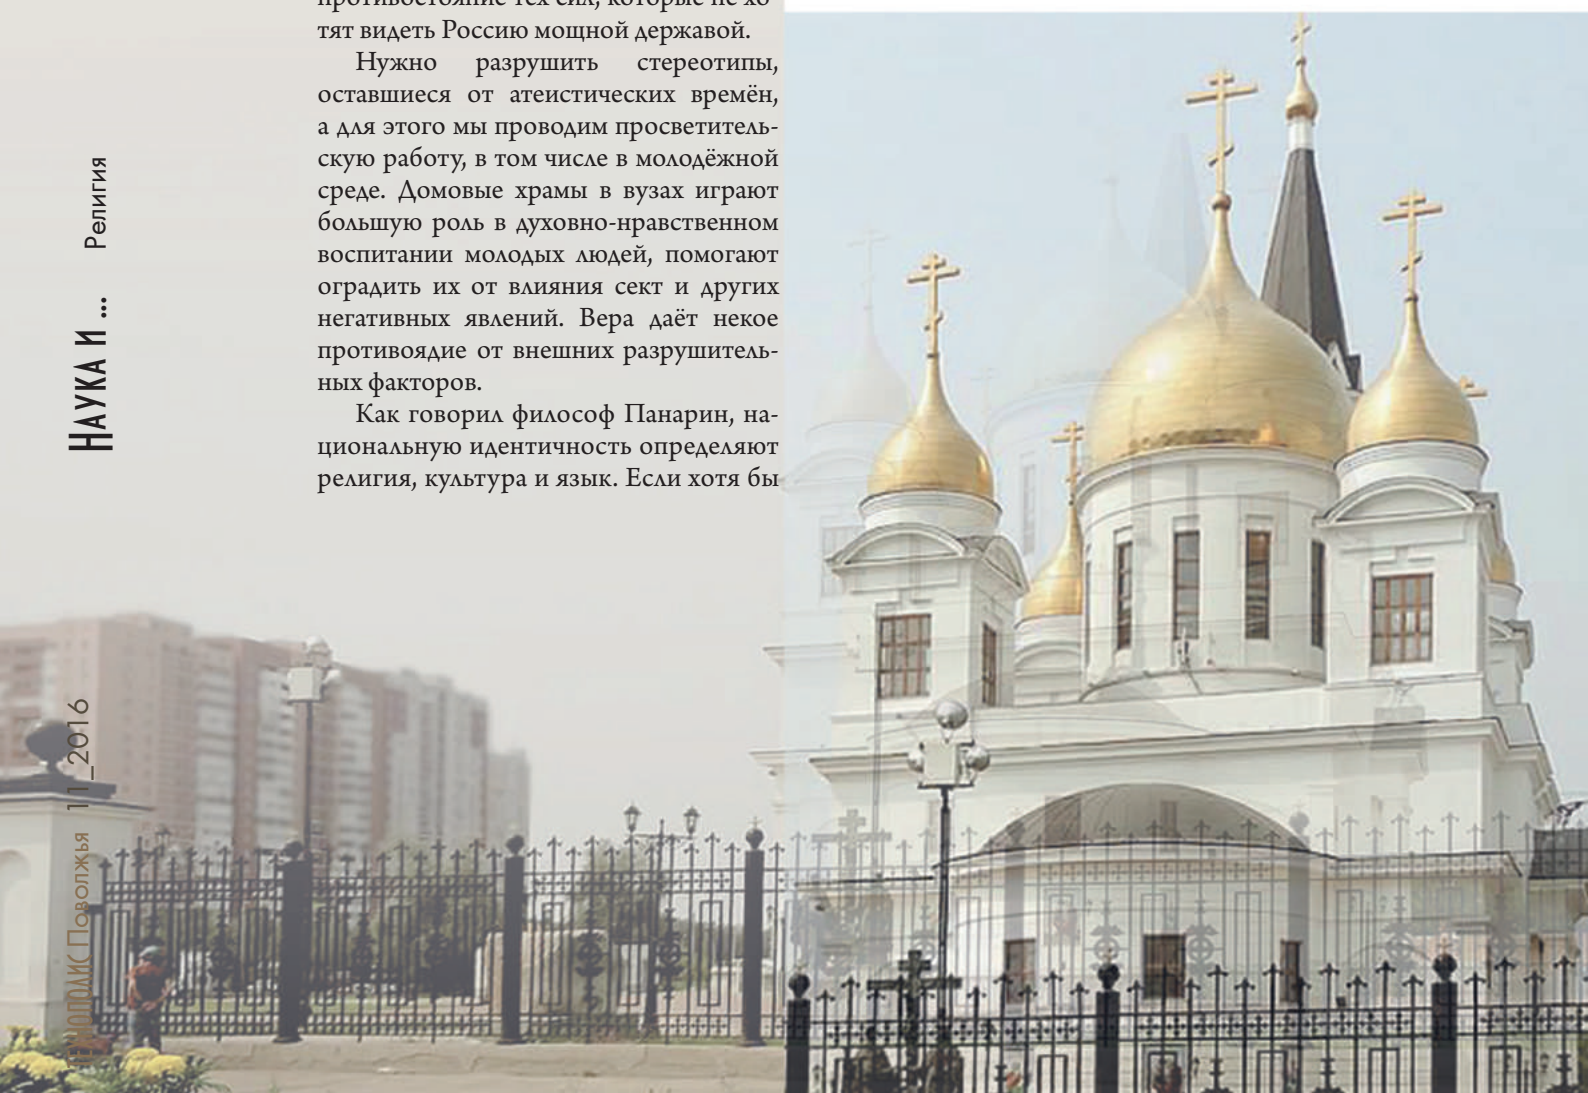 противостояние тех сил, которые не хо-
тят видеть Россию мощной державой.
Нужно разрушить стереотипы,
оставшиеся от атеистических времён,
а для этого мы проводим просветитель-
скую работу, в том числе в молодёжной
среде. Домовые храмы в вузах играют
большую роль в духовно-нравственном
воспитании молодых людей, помогают
оградить их от влияния сект и других
негативных явлений. Вера даёт некое
противоядие от внешних разрушитель-
ных факторов.
Как говорил философ Панарин, на-
циональную идентичность определяют
религия, культура и язык. Если хотя бы
НАУКА И ... Религия
ТЕХНОПОЛИС Поволжья 11_2016